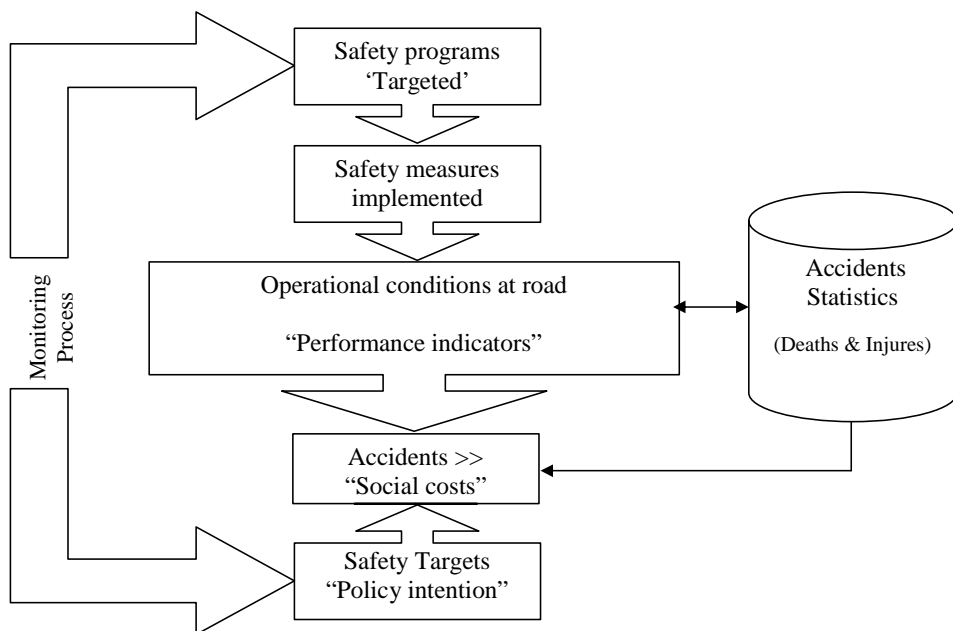 Safety programs
‘Targeted’
Safety measures
implemented
Operational conditions at road
“Performance indicators”
Accidents
Statistics
(Deaths & Injures)
Monitoring
Process
Accidents >>
“Social costs”
Safety Targets
“Policy intention”